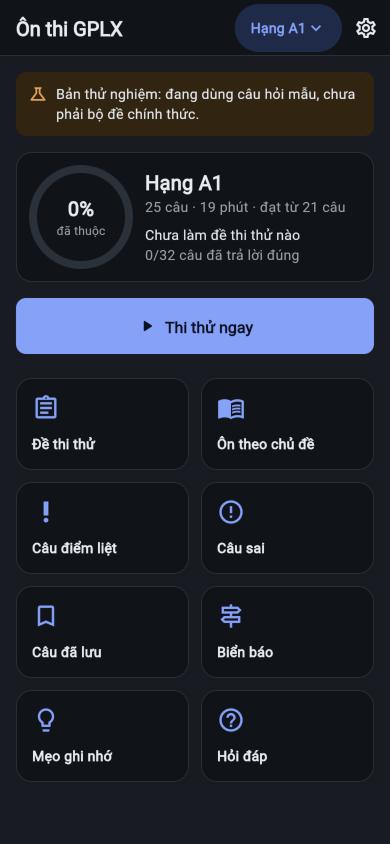 Ôn thi GPLX
Hạng A1
Bản thử nghiệm: đang dùng câu hỏi mẫu, chưa
phải bộ đề chính thức.
0%
đã thuộc
Hạng A1
25 câu · 19 phút · đạt từ 21 câu
Chưa làm đề thi thử nào
0/32 câu đã trả lời đúng
Thi thử ngay
Đề thi thử
Ôn theo chủ đề
Câu điểm liệt
Câu sai
Câu đã lưu
Biển báo
Mẹo ghi nhớ
Hỏi đáp